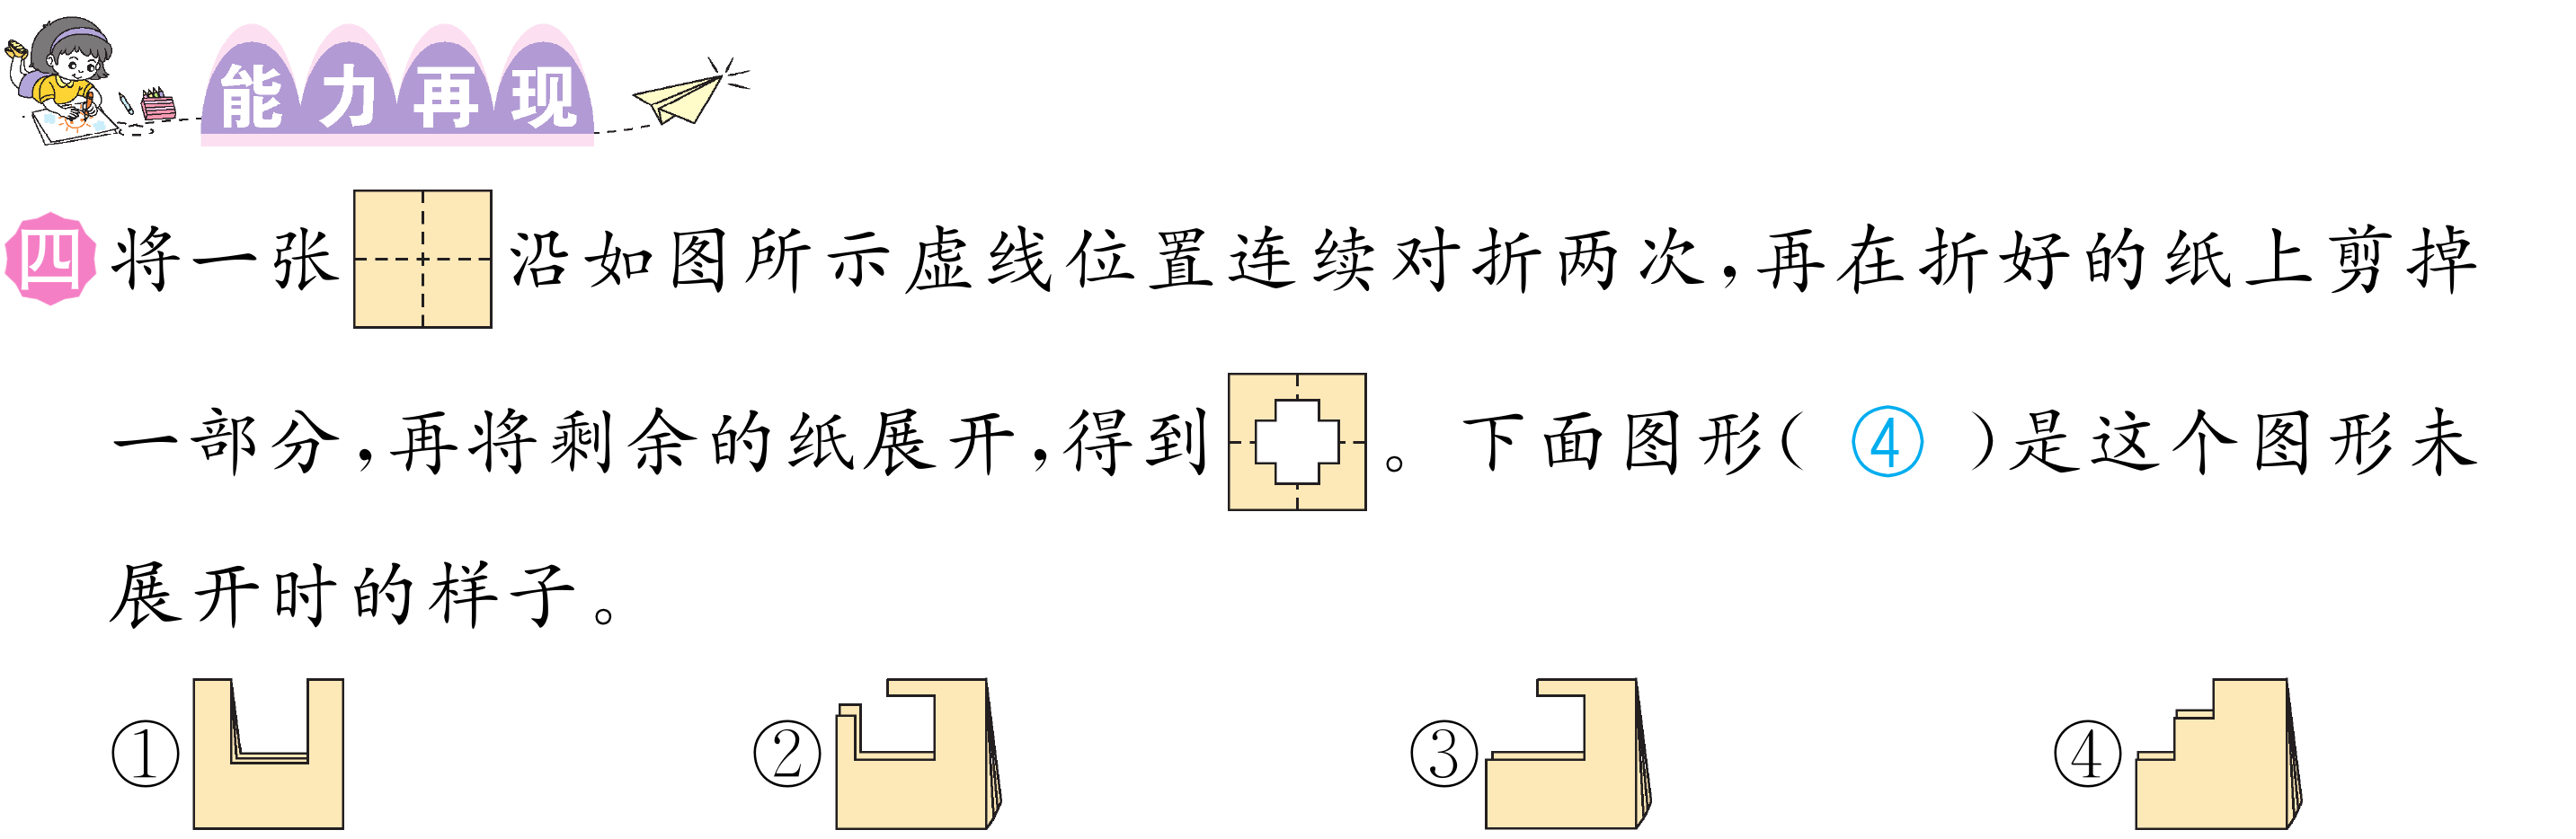 能力再现
四 将一张 沿如图所示虚线位置连续对折两次,再在折好的纸上剪掉
一部分,再将剩余的纸展开,得到 。下面图形( ④ )是这个图形未
展开时的样子。
① ② ③ ④